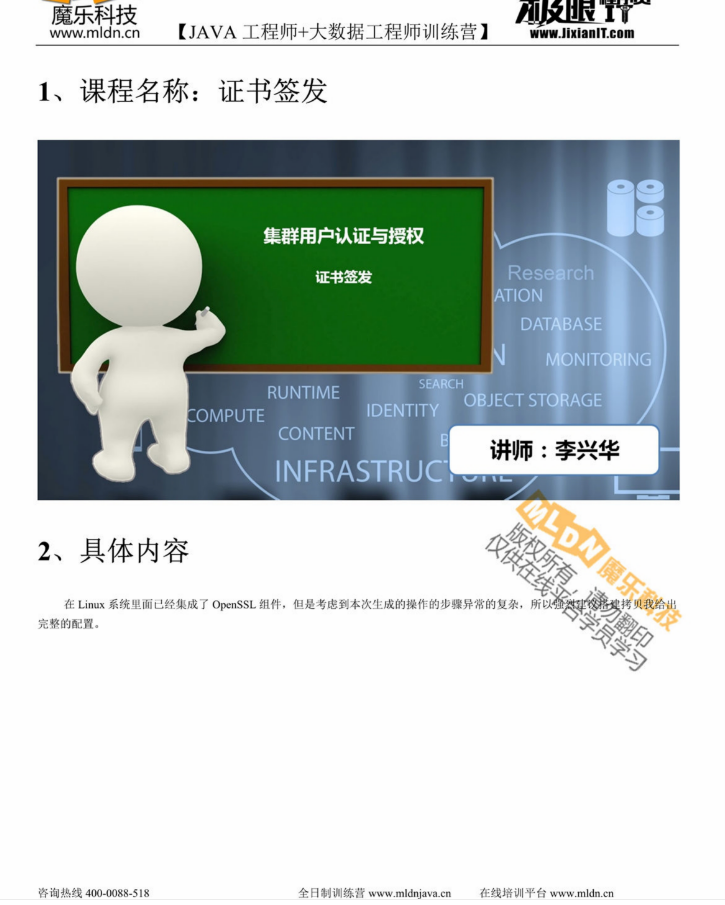 魔乐科技
www.mldn.cn
【JAVA 工程师+大数据工程师训练营】
www.JixianIT.com
1、课程名称：证书签发
集群用户认证与授权
证书签发
Research
ATION
DATABASE
MONITORING
SEARCH
RUNTIME
OBJECT STORAGE
IDENTITY
COMPUTE
CONTENT
讲师：李兴华
2、具体内容
MLDN 魔乐科技
版权所有，请勿翻印
仅供在线平台学员学习
在 Linux 系统里面已经集成了 OpenSSL 组件，但是考虑到本次生成的操作的步骤异常的复杂，所以强烈建议搭建拷贝我给出
完整的配置。
咨询热线 400-0088-518 全日制训练营 www.mldnjava.cn 在线培训平台 www.mldn.cn